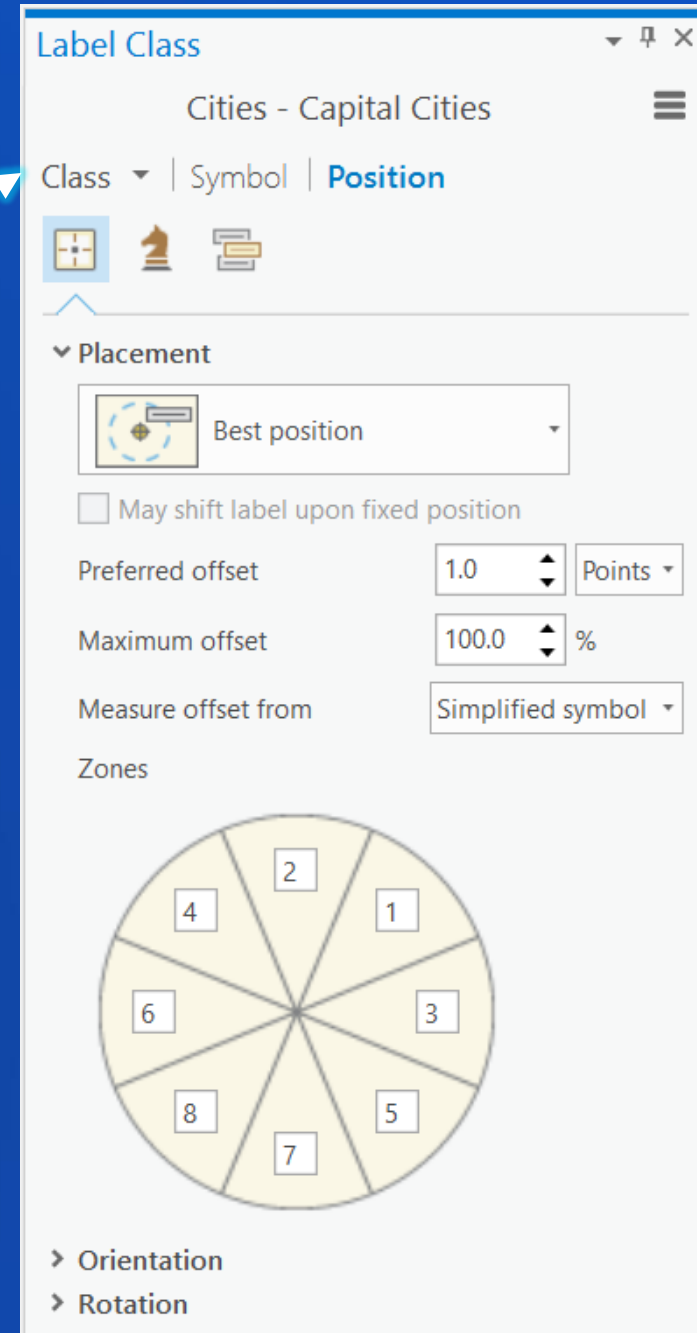 Label Class
Cities - Capital Cities
Class | Symbol | Position
Placement
Best position
May shift label upon fixed position
Preferred offset 1.0 Points
Maximum offset 100.0 %
Measure offset from Simplified symbol
Zones
2
4 1
6 3
8 5
7
Orientation
Rotation